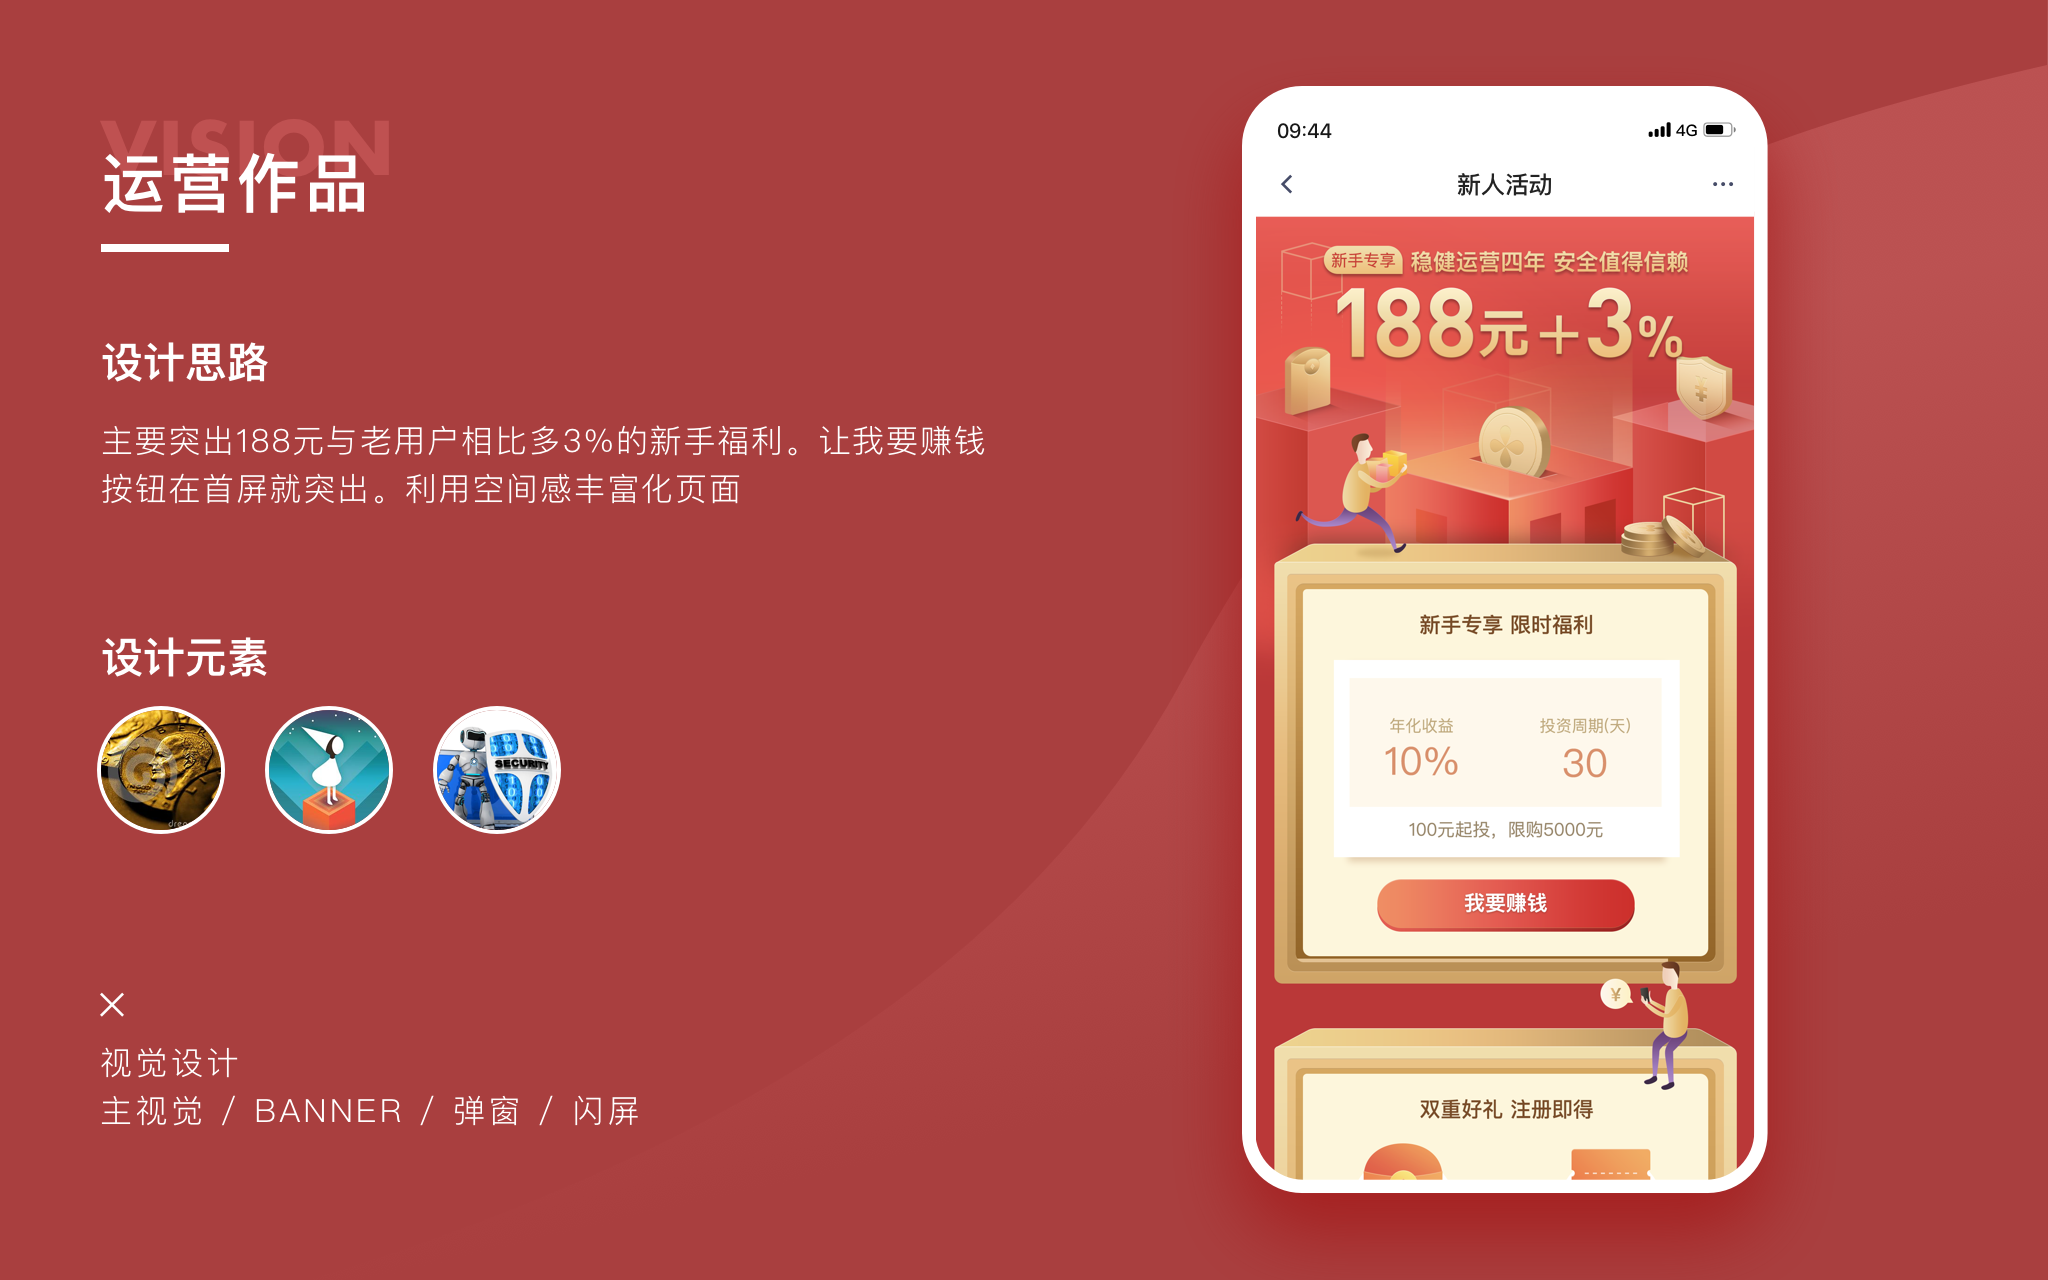 VISION
运营作品
设计思路
主要突出188元与老用户相比多3%的新手福利。让我要赚钱
按钮在首屏就突出。利用空间感丰富化页面
设计元素
SECURITY
视觉设计
主视觉 / BANNER / 弹窗 / 闪屏
09:44
4G
新人活动
新手专享 稳健运营四年 安全值得信赖
188元+3%
新手专享 限时福利
年化收益 投资周期(天)
10% 30
100元起投，限购5000元
我要赚钱
¥
双重好礼 注册即得